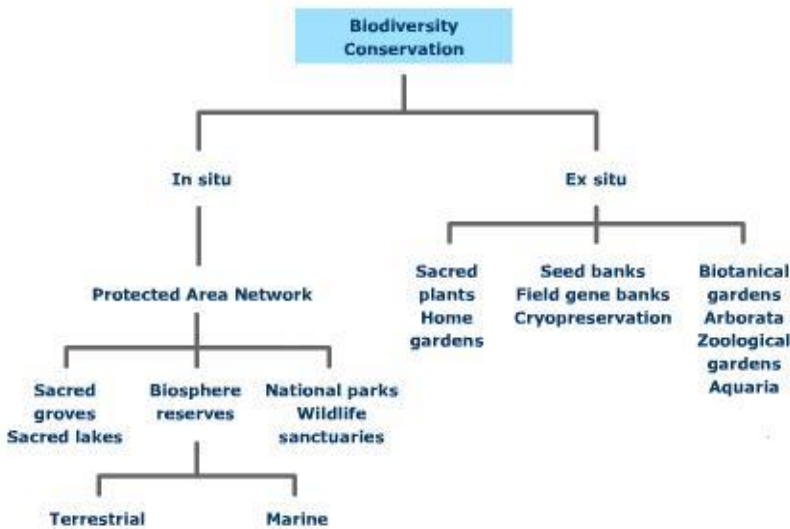 Biodiversity
Conservation
In situ
Ex situ
Protected Area Network
Sacred
plants
Home
gardens
Seed banks
Field gene banks
Cryopreservation
Biotanical
gardens
Arborata
Zoological
gardens
Aquaria
Sacred
groves
Sacred lakes
Biosphere
reserves
National parks
Wildlife
sanctuaries
Terrestrial
Marine